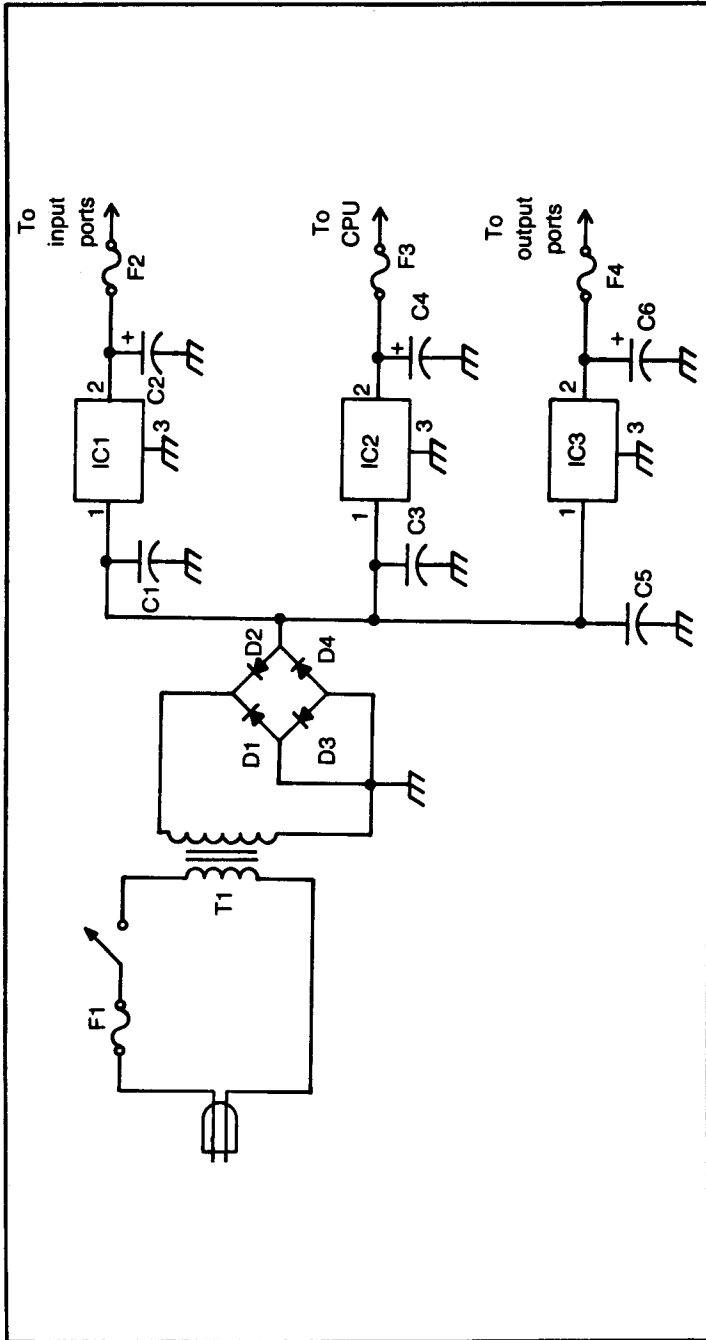 F1
T1
D1
D2
D3
D4
C1
1
IC1
2
3
C2
+
F2
To
input
ports
C3
1
IC2
2
3
+
C4
F3
To
CPU
C5
1
IC3
2
3
+
C6
F4
To
output
ports